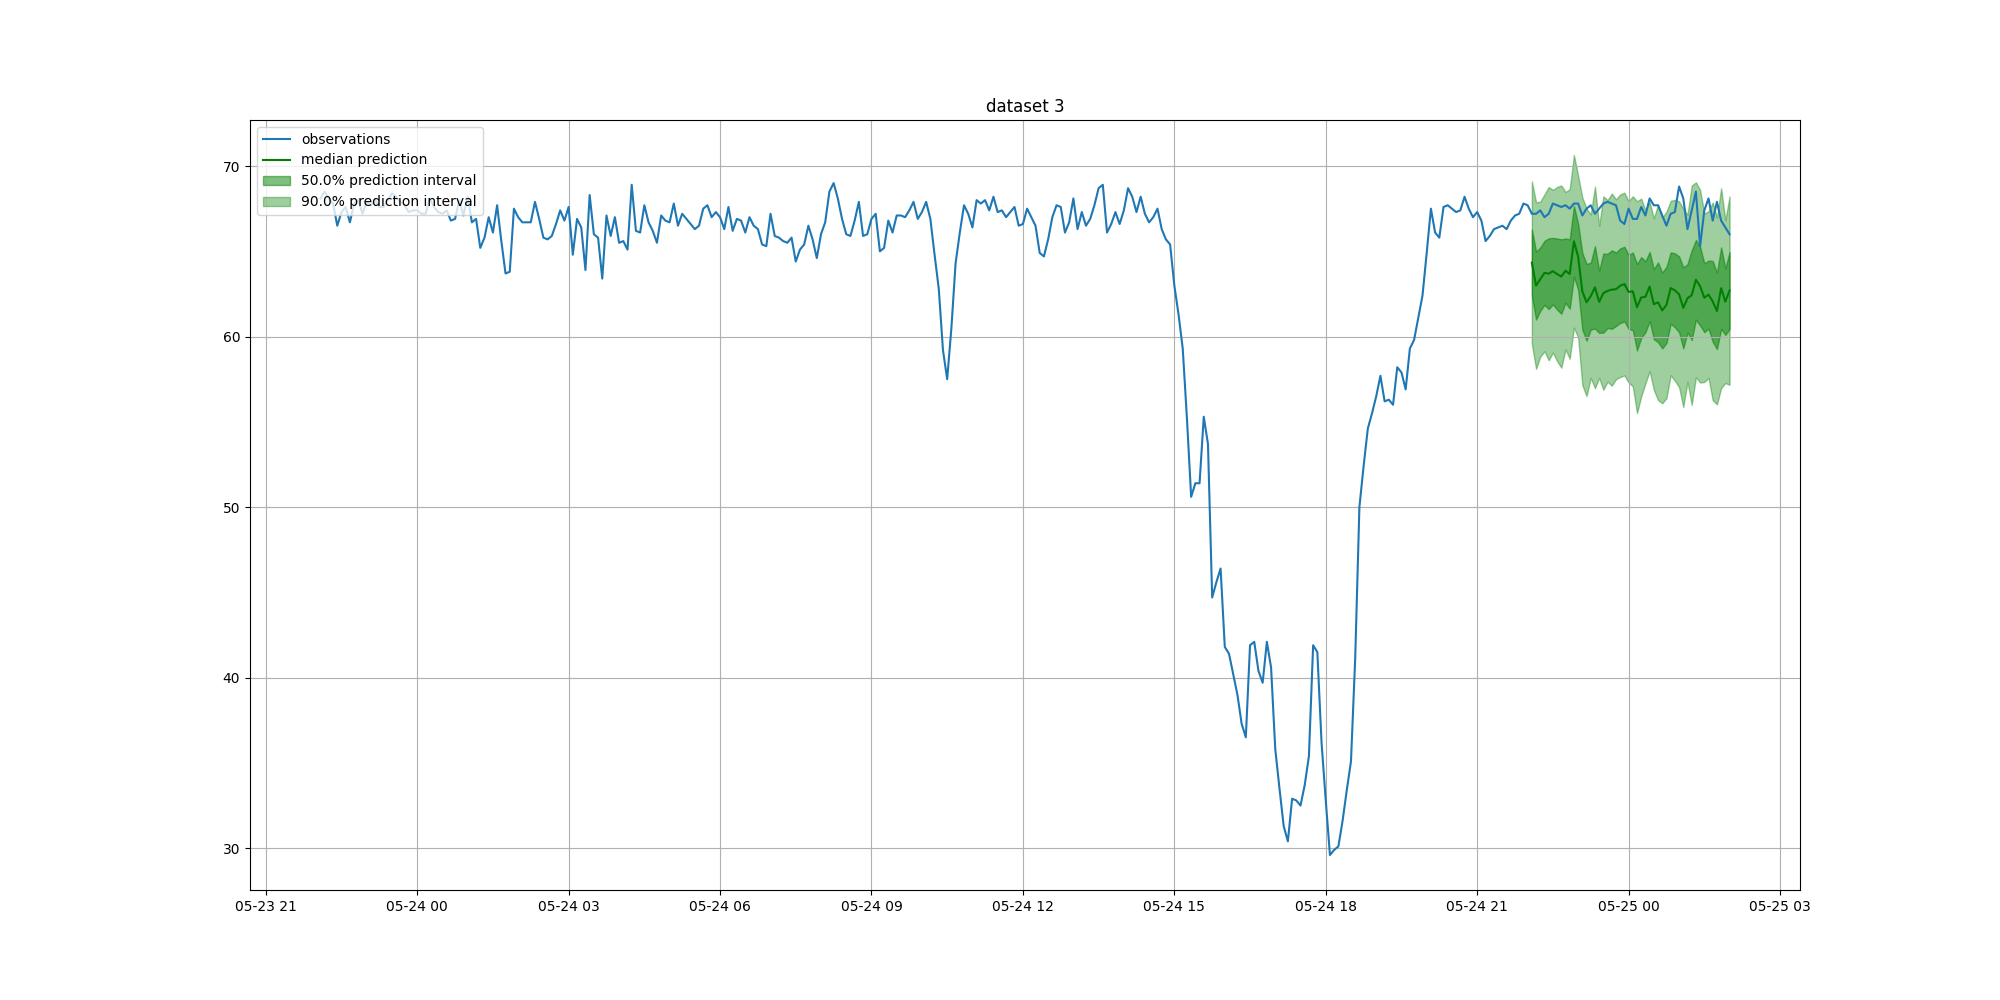 dataset 3
observations
median prediction
50.0% prediction interval
90.0% prediction interval
70
60
50
40
30
05-23 21 05-24 00 05-24 03 05-24 06 05-24 09 05-24 12 05-24 15 05-24 18 05-24 21 05-25 00 05-25 03